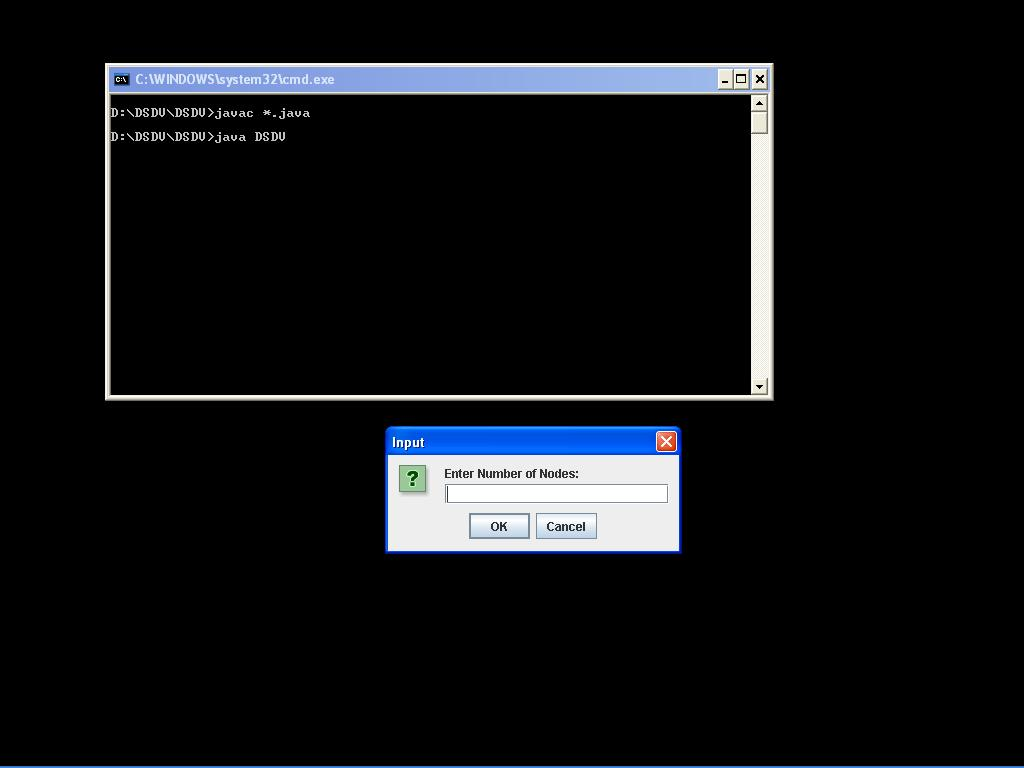 C:\WINDOWS\system32\cmd.exe
D:\DSDV\DSDV>javac *.java
D:\DSDV\DSDV>java DSDV
Input
Enter Number of Nodes:
OK Cancel